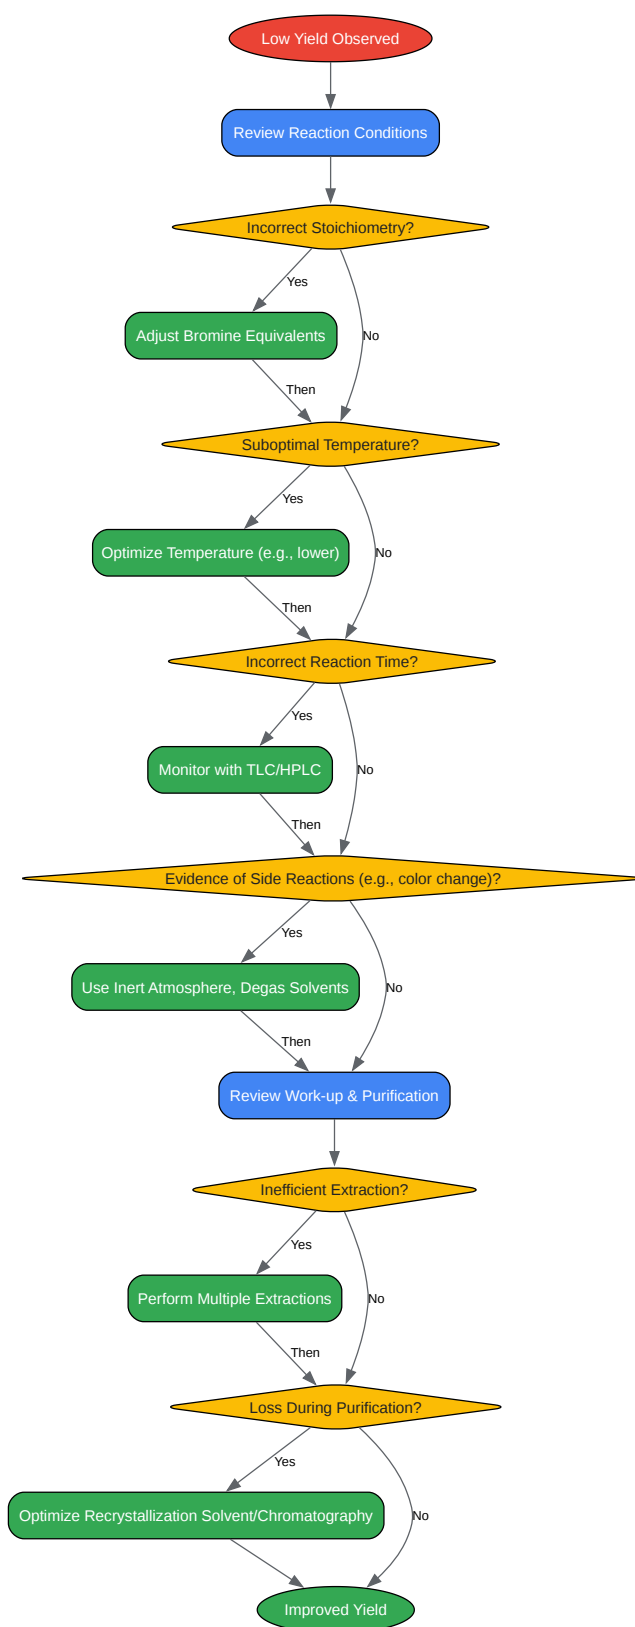 Low Yield Observed
Review Reaction Conditions
Incorrect Stoichiometry?
Yes
Adjust Bromine Equivalents
No
Then
Suboptimal Temperature?
Yes
Optimize Temperature (e.g., lower)
No
Then
Incorrect Reaction Time?
Yes
Monitor with TLC/HPLC
No
Then
Evidence of Side Reactions (e.g., color change)?
Yes
Use Inert Atmosphere, Degas Solvents
No
Then
Review Work-up & Purification
Inefficient Extraction?
Yes
Perform Multiple Extractions
No
Then
Loss During Purification?
Yes
Optimize Recrystallization Solvent/Chromatography
No
Improved Yield